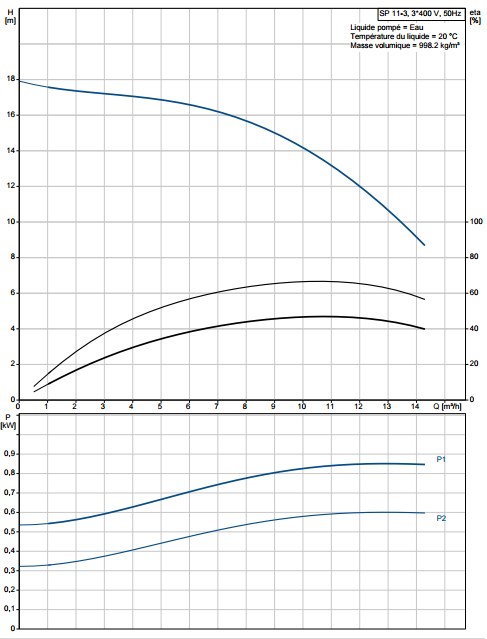 H
[m]
SP 11-3, 3*400 V, 50Hz
eta
[%]
Liquide pompé = Eau
Température du liquide = 20 °C
Masse volumique = 998.2 kg/m³
18
16
14
12
10
100
8
80
6
60
4
40
2
20
0
0
0 1 2 3 4 5 6 7 8 9 10 11 12 13 14 Q [m³/h]
P
[kW]
0,9
P1
0,8
0,7
0,6
P2
0,5
0,4
0,3
0,2
0,1
0